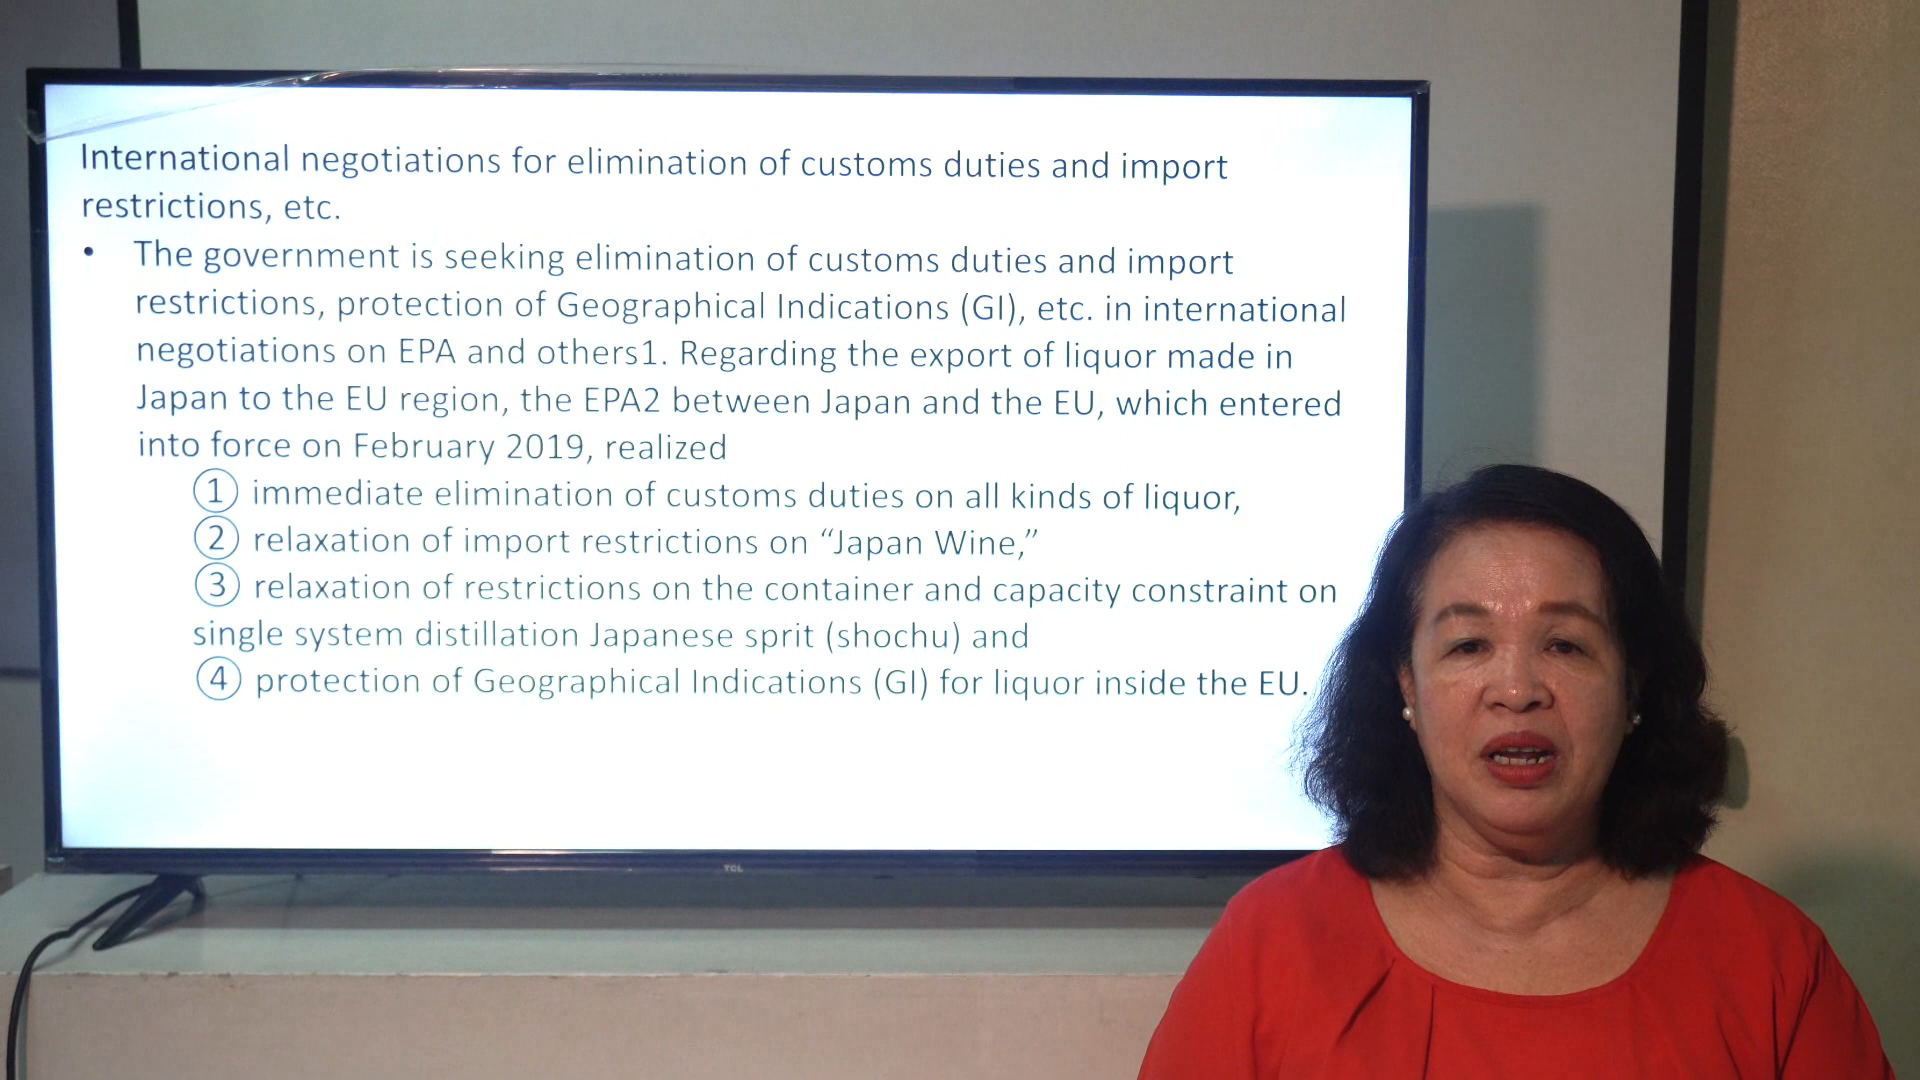 International negotiations for elimination of customs duties and import
restrictions, etc.
• The government is seeking elimination of customs duties and import
restrictions, protection of Geographical Indications (GI), etc. in international
negotiations on EPA and others1. Regarding the export of liquor made in
Japan to the EU region, the EPA2 between Japan and the EU, which entered
into force on February 2019, realized
① immediate elimination of customs duties on all kinds of liquor,
② relaxation of import restrictions on “Japan Wine,”
③ relaxation of restrictions on the container and capacity constraint on
single system distillation Japanese sprit (shochu) and
④ protection of Geographical Indications (GI) for liquor inside the EU.
TCL